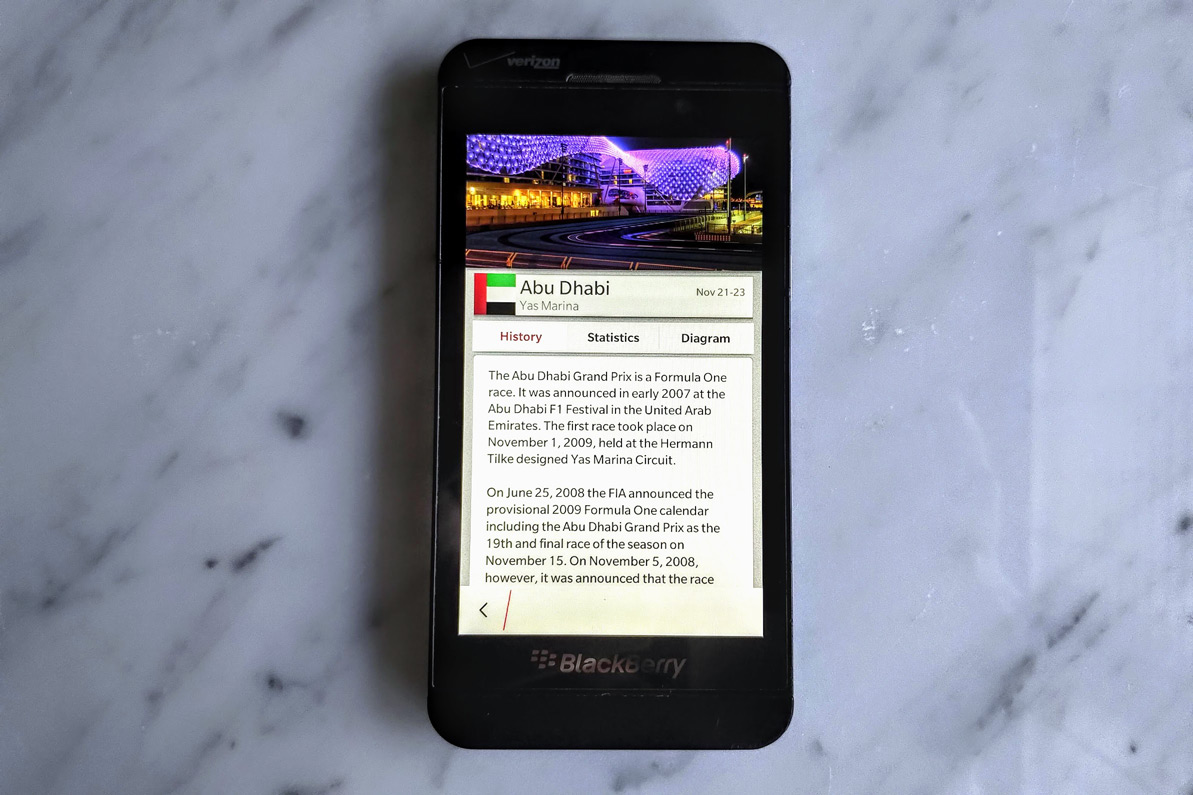 verizon
Abu Dhabi
Nov 21-23
Yas Marina
History Statistics Diagram
The Abu Dhabi Grand Prix is a Formula One
race. It was announced in early 2007 at the
Abu Dhabi F1 Festival in the United Arab
Emirates. The first race took place on
November 1, 2009, held at the Hermann
Tilke designed Yas Marina Circuit.
On June 25, 2008 the FIA announced the
provisional 2009 Formula One calendar
including the Abu Dhabi Grand Prix as the
19th and final race of the season on
November 15. On November 5, 2008,
however, it was announced that the race
BlackBerry